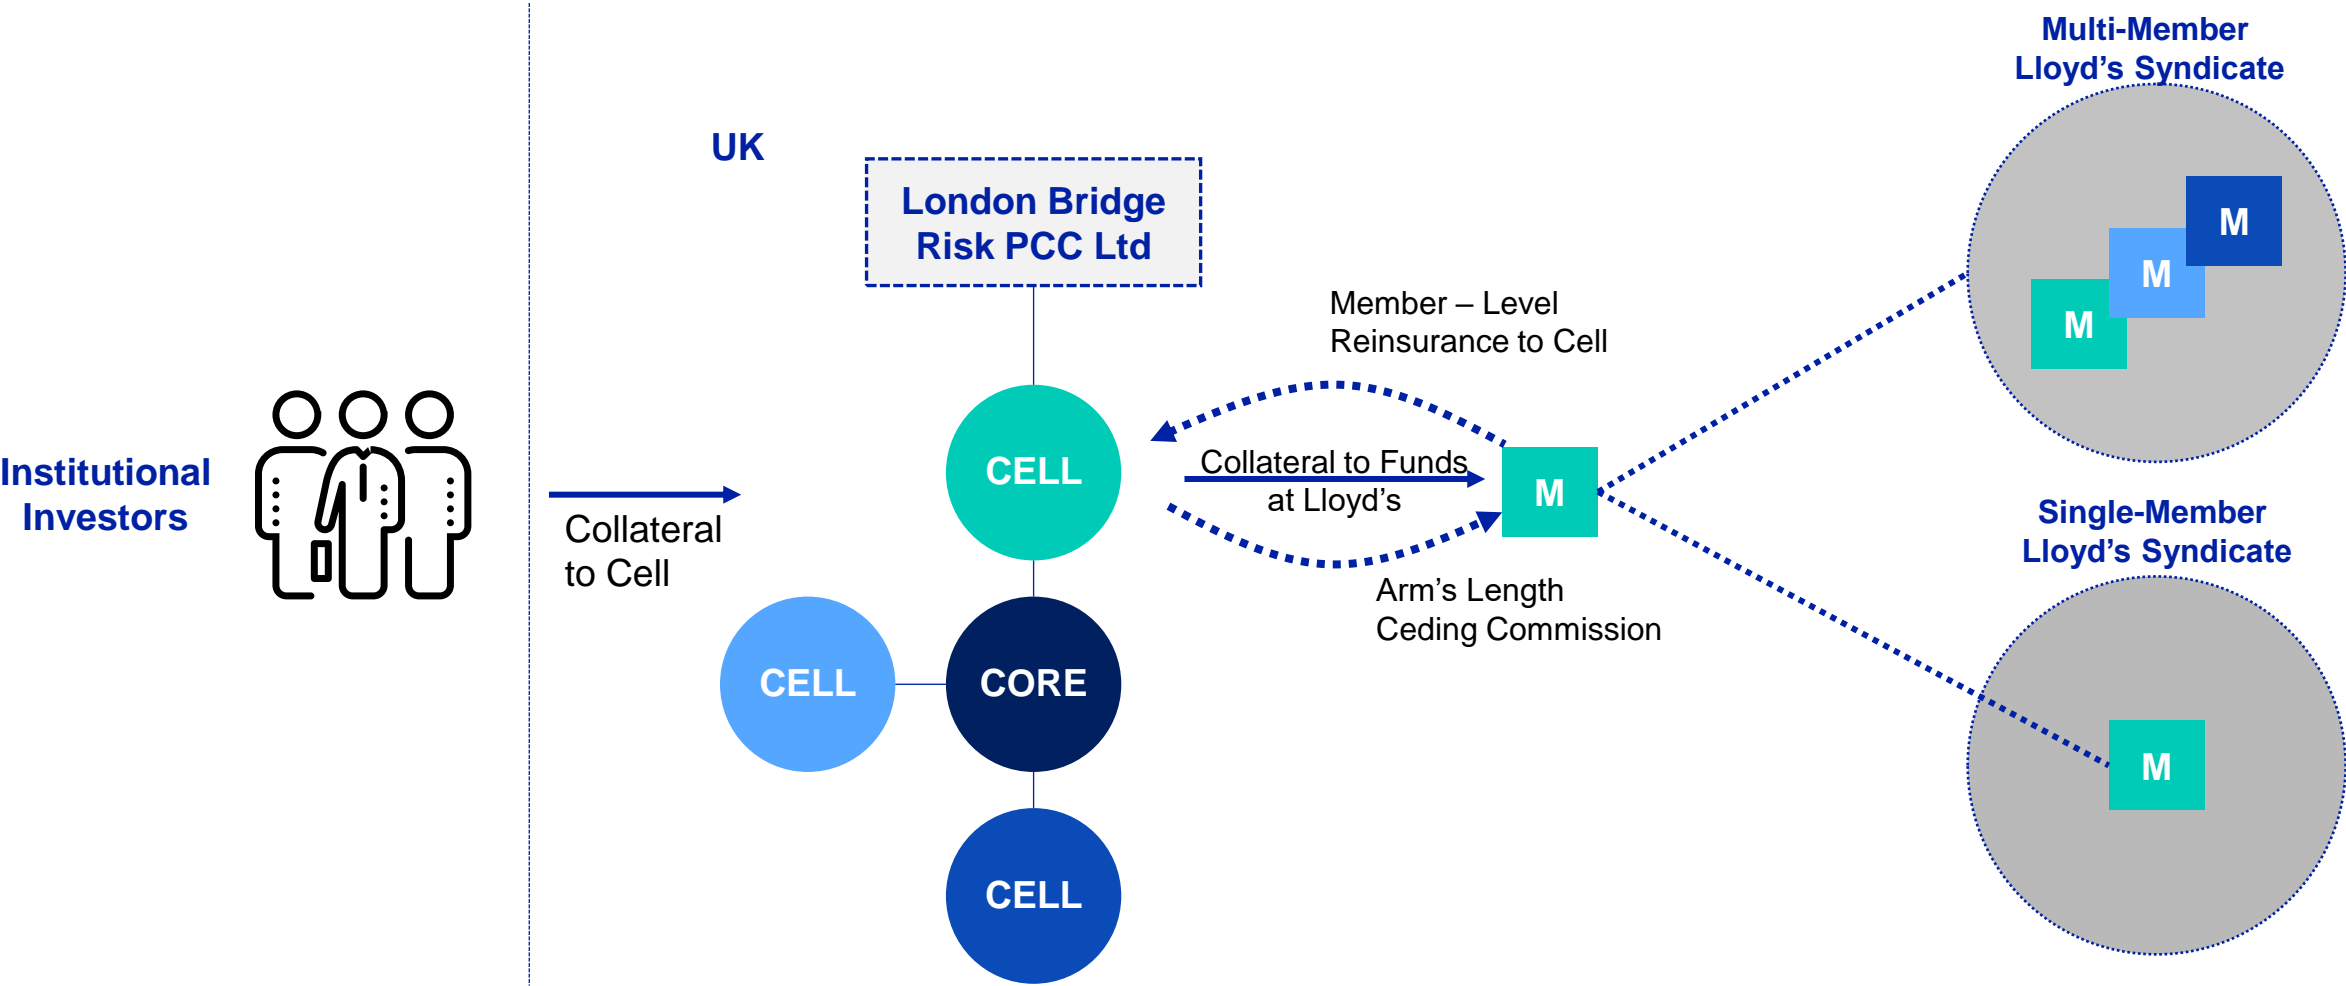 Institutional
Investors
Collateral
to Cell
UK
London Bridge
Risk PCC Ltd
CELL
CELL
CORE
CELL
Member – Level
Reinsurance to Cell
Collateral to Funds
at Lloyd's
Arm's Length
Ceding Commission
M
Multi-Member
Lloyd's Syndicate
M
M
M
Single-Member
Lloyd's Syndicate
M